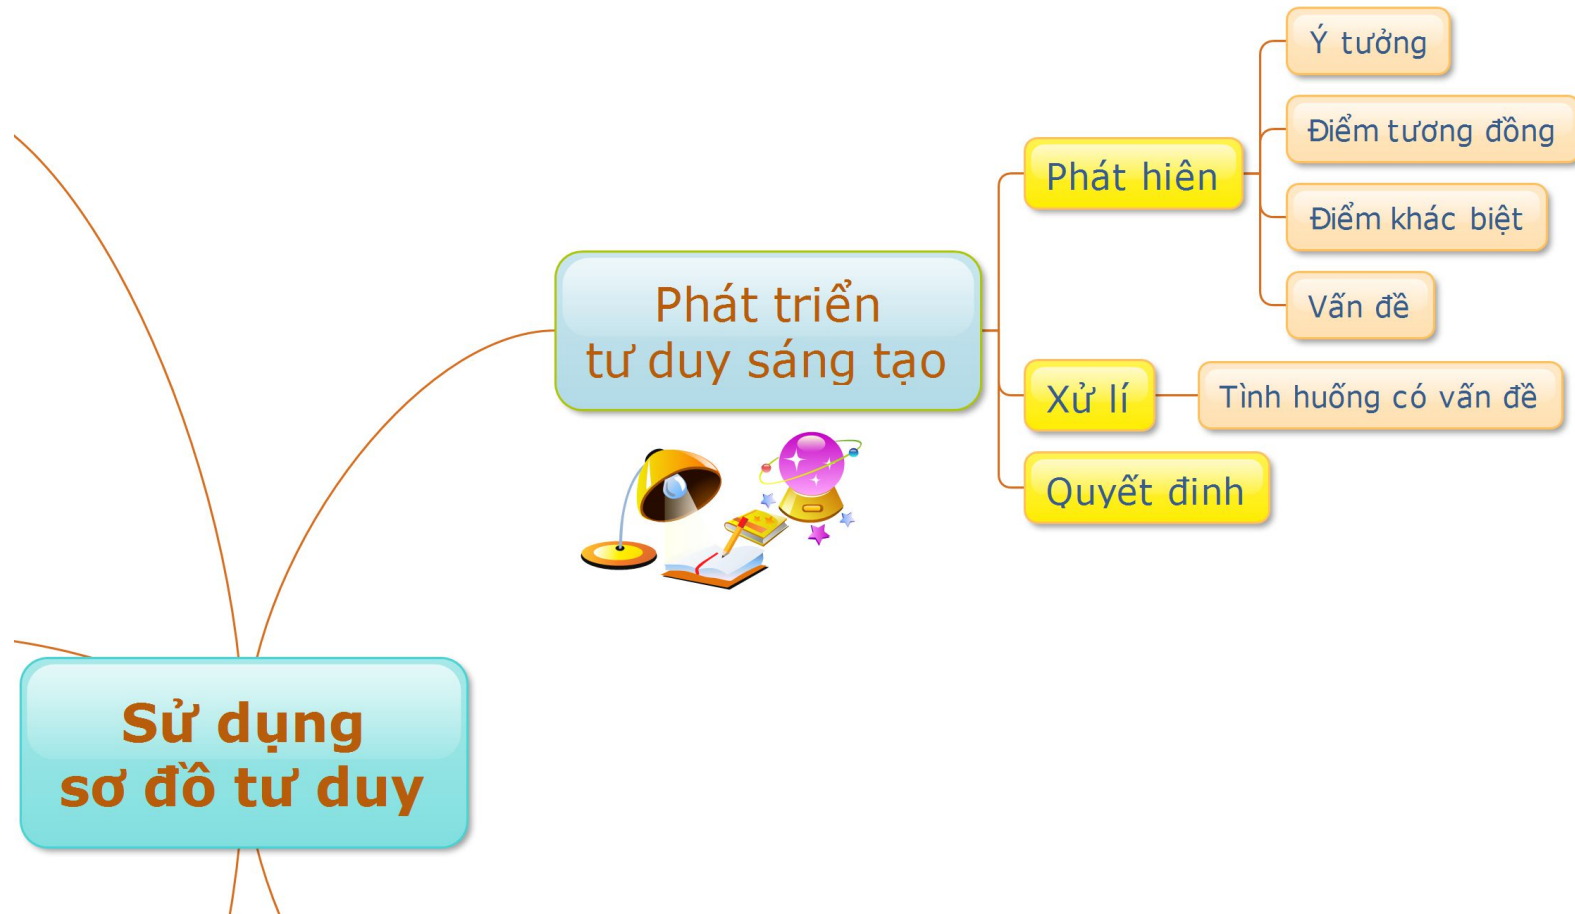 Ý tưởng
Điểm tương đồng
Phát hiên
Điểm khác biệt
Vấn đề
Phát triển
tư duy sáng tạo
Xử lí
Tình huống có vấn đề
Quyết đinh
Sử dụng
sơ đồ tư duy